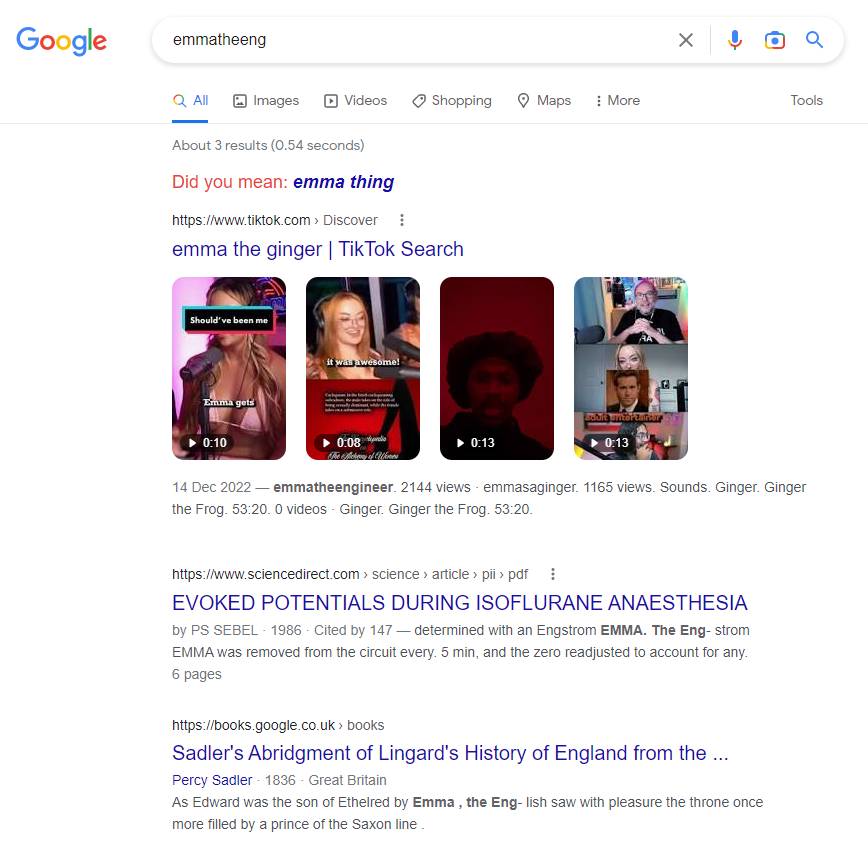 Google
emmatheeng
All Images Videos Shopping Maps More Tools
About 3 results (0.54 seconds)
Did you mean: emma thing
https://www.tiktok.com › Discover
emma the ginger | TikTok Search
Should've been me
Emma gets
0:10
it was awesome!
0:08
The Alchemy of Women
0:13
0:13
14 Dec 2022 — emmatheengineer. 2144 views · emmasaginger. 1165 views. Sounds. Ginger. Ginger
the Frog. 53:20. 0 videos · Ginger. Ginger the Frog. 53:20.
https://www.sciencedirect.com › science › article › pii › pdf
EVOKED POTENTIALS DURING ISOFLURANE ANAESTHESIA
by PS SEBEL · 1986 · Cited by 147 — determined with an Engstrom EMMA. The Eng- strom
EMMA was removed from the circuit every. 5 min, and the zero readjusted to account for any.
6 pages
https://books.google.co.uk › books
Sadler's Abridgment of Lingard's History of England from the ...
Percy Sadler · 1836 · Great Britain
As Edward was the son of Ethelred by Emma , the Eng- lish saw with pleasure the throne once
more filled by a prince of the Saxon line .